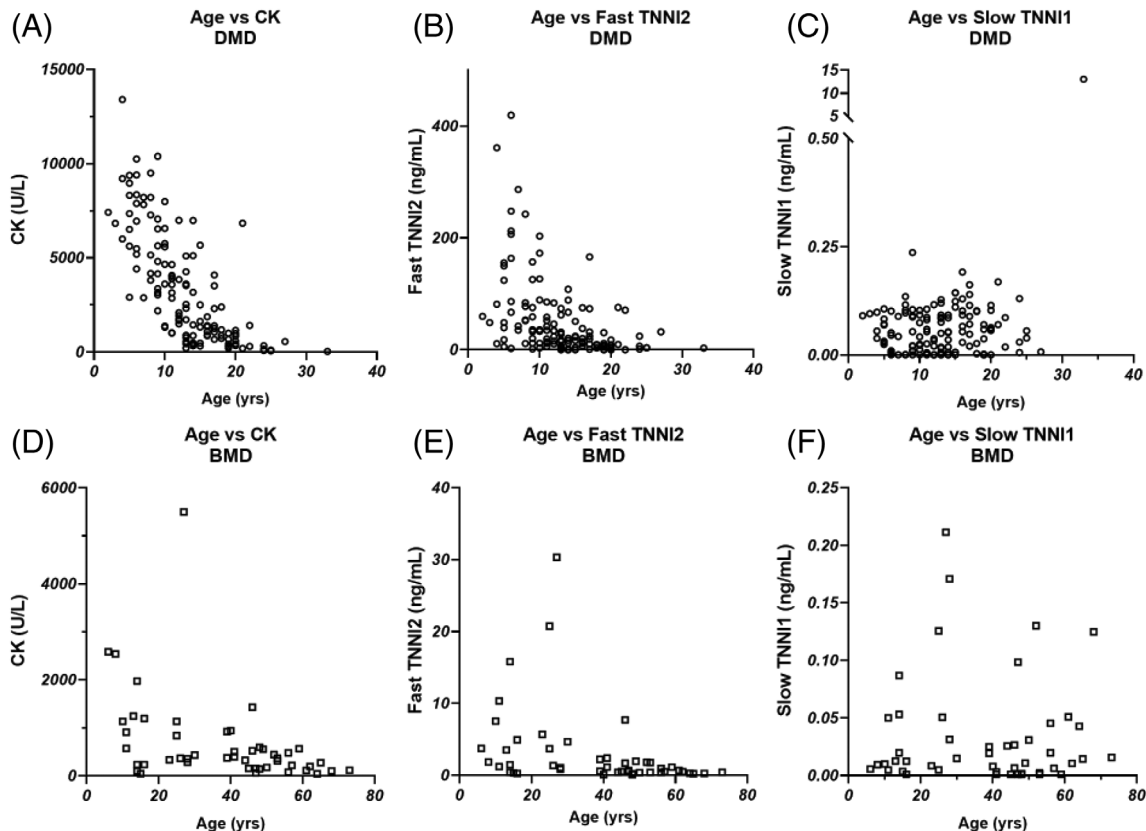 (A)
Age vs CK
DMD
15000
10000
5000
0
CK (U/L)
0 10 20 30 40
Age (yrs)
(B)
Age vs Fast TNNI2
DMD
400
200
0
Fast TNNI2 (ng/mL)
0 10 20 30 40
Age (yrs)
(C)
Age vs Slow TNNI1
DMD
15
10
5
0.50
0.25
0.00
Slow TNNI1 (ng/mL)
0 10 20 30 40
Age (yrs)
(D)
Age vs CK
BMD
6000
4000
2000
0
CK (U/L)
0 20 40 60 80
Age (yrs)
(E)
Age vs Fast TNNI2
BMD
40
30
20
10
0
Fast TNNI2 (ng/mL)
0 20 40 60 80
Age (yrs)
(F)
Age vs Slow TNNI1
BMD
0.25
0.20
0.15
0.10
0.05
0.00
Slow TNNI1 (ng/mL)
0 20 40 60 80
Age (yrs)